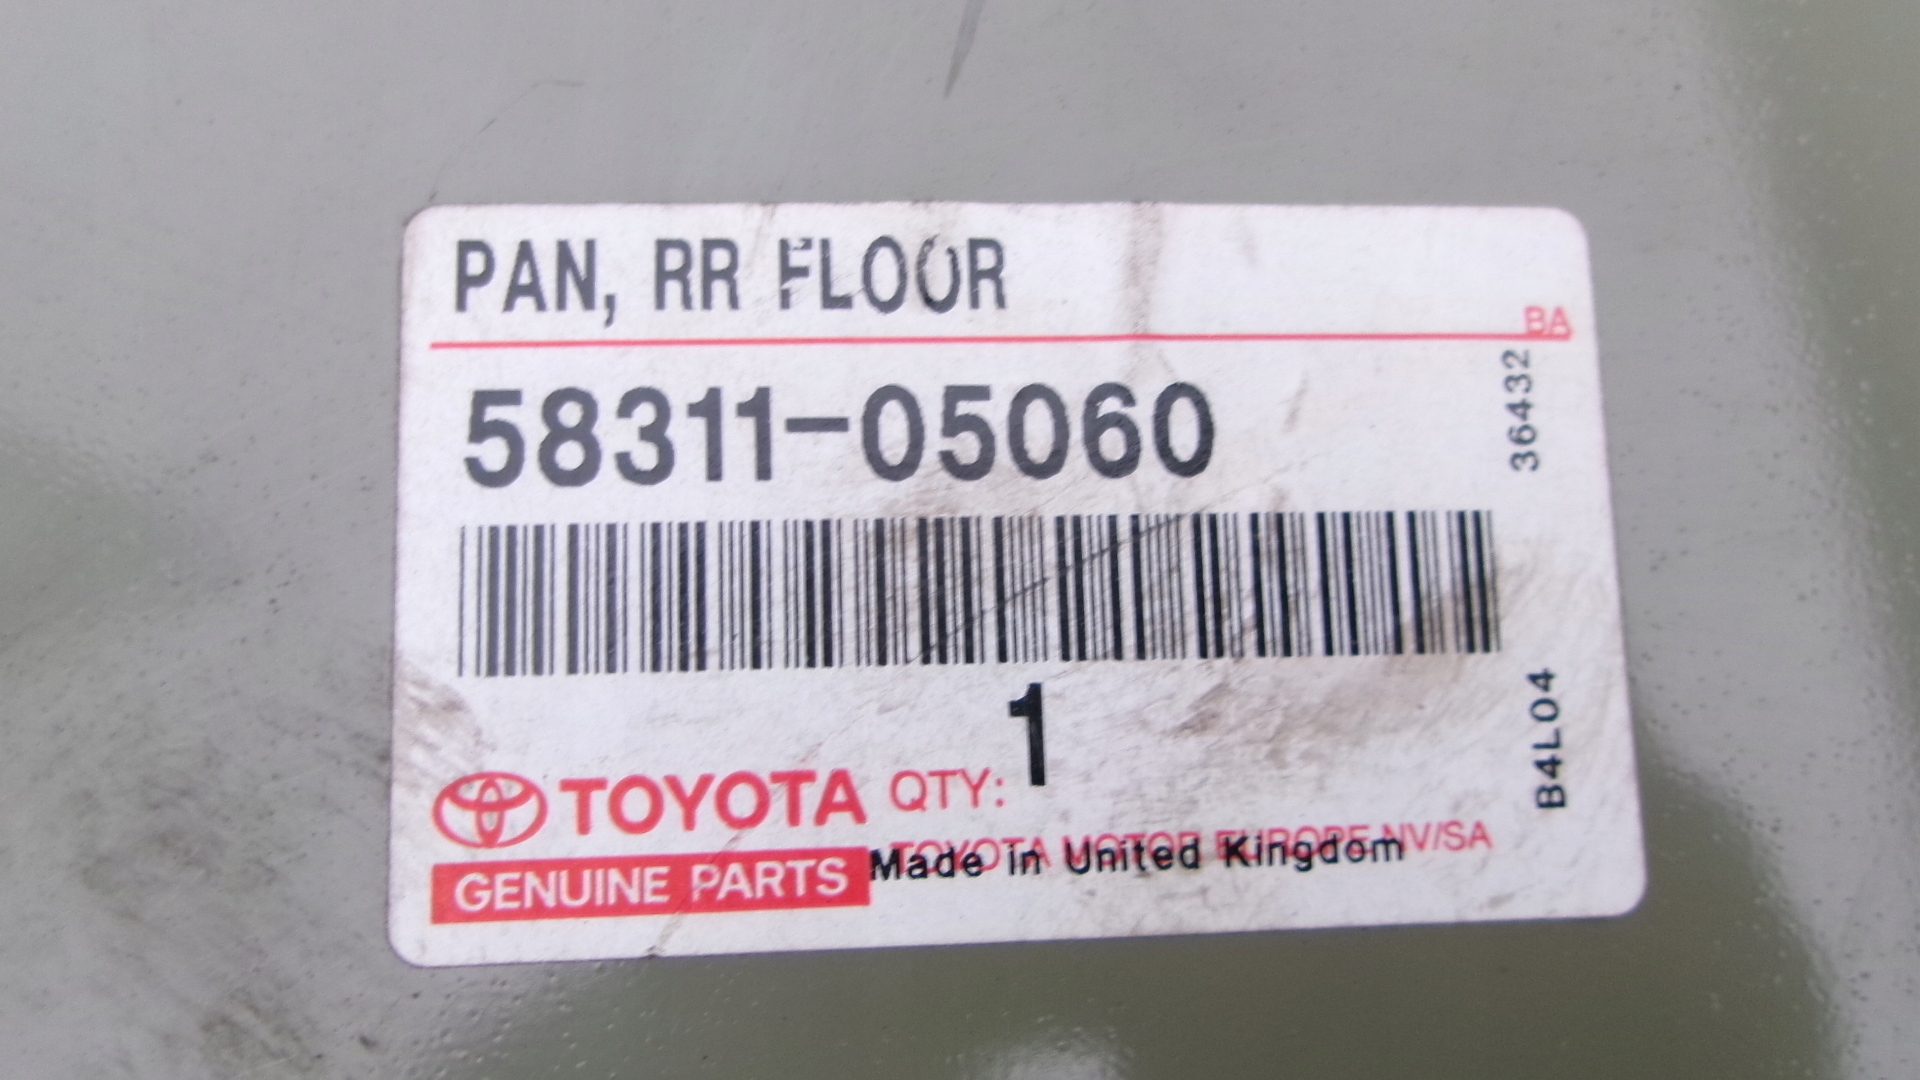 PAN, RR FLOOR
BA
58311-05060
36432
1
B4L04
TOYOTA QTY:
TOYOTA MOTOR EUROPE NV/SA
Made in United Kingdom
GENUINE PARTS